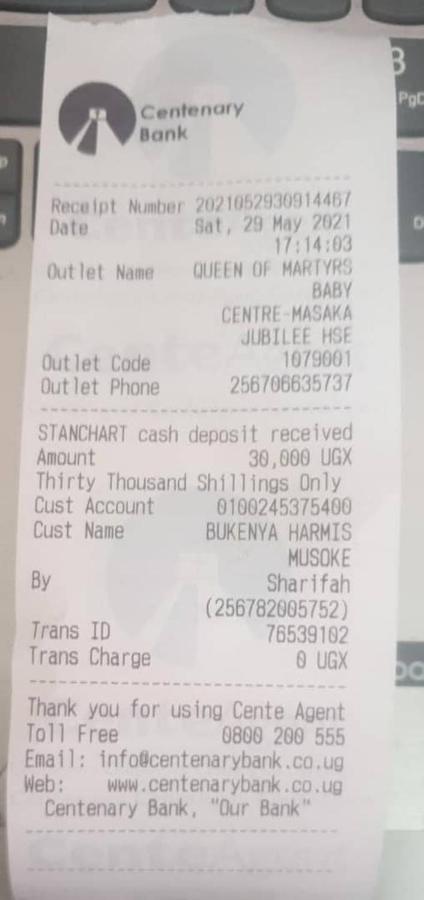 Centenary
Bank
Receipt Number 2021052930914467
Date Sat, 29 May 2021
17:14:03
Outlet Name QUEEN OF MARTYRS
BABY
CENTRE-MASAKA
JUBILEE HSE
Outlet Code 1079001
Outlet Phone 256706635737
STANCHART cash deposit received
Amount 30,000 UGX
Thirty Thousand Shillings Only
Cust Account 0100245375400
Cust Name BUKENYA HARMIS
MUSOKE
By Sharifah
(256782005752)
Trans ID 76539102
Trans Charge 0 UGX
Thank you for using Cente Agent
Toll Free 0800 200 555
Email: info@centenarybank.co.ug
Web: www.centenarybank.co.ug
Centenary Bank, "Our Bank"